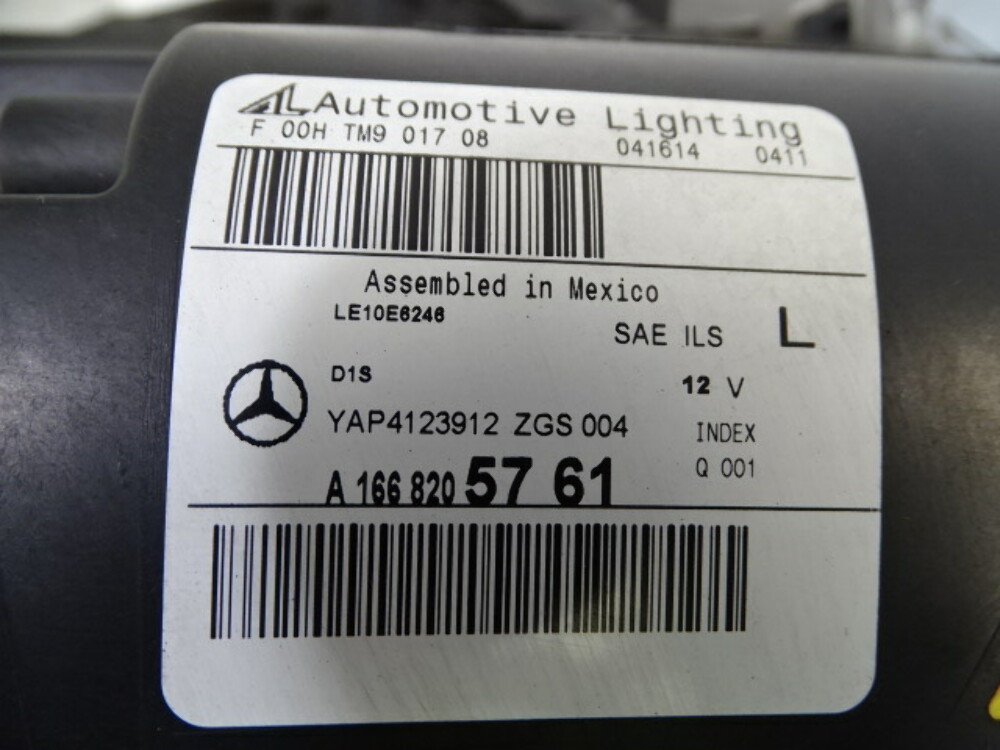 AL Automotive Lighting
F 00H TM9 017 08 041614 0411
Assembled in Mexico
LE10E6246
SAE ILS L
D1S 12 V
YAP4123912 ZGS 004 INDEX
A 166 820 57 61 Q 001